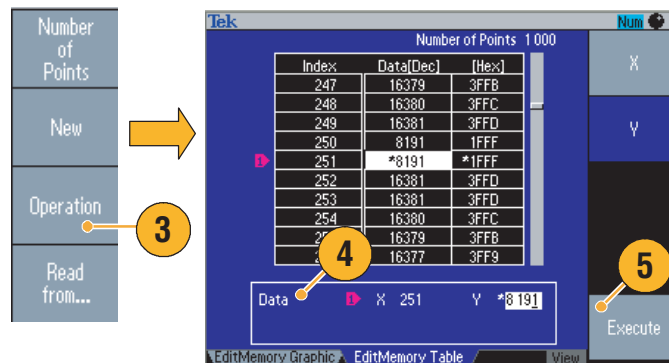 Number
of
Points
New
Operation
3
Read
from...
Tek
Num
Number of Points 1 000
Index Data[Dec] [Hex]
247 16379 3FFB
248 16380 3FFC
249 16381 3FFD
250 8191 1FFF
1 251 *8191 *1FFF
252 16381 3FFD
253 16381 3FFD
254 16380 3FFC
16379 3FFB
16377 3FF9
4
Data 1 X 251 Y *8 191
EditMemory Graphic EditMemory Table View
X
Y
5
Execute